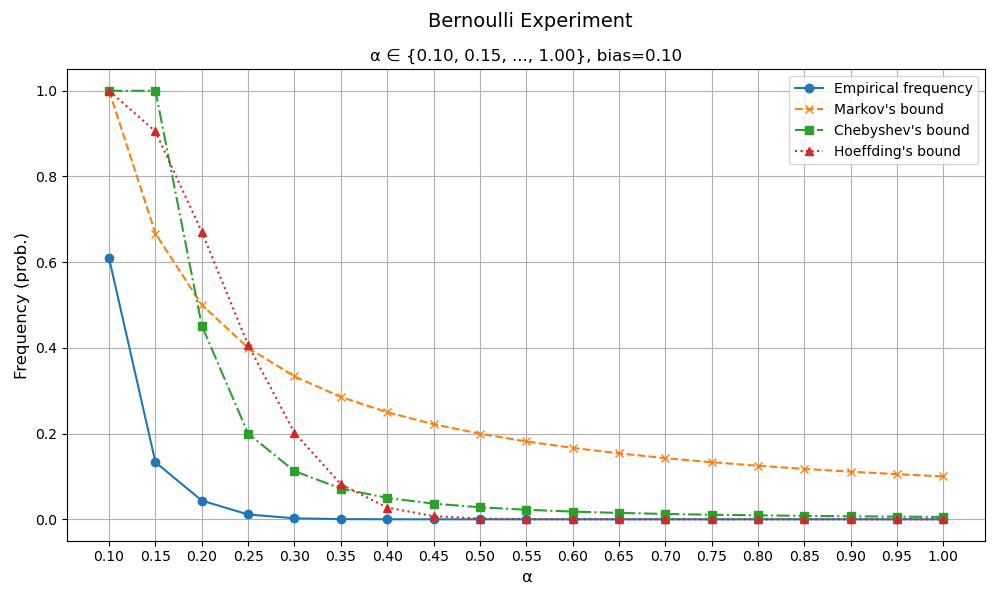 Bernoulli Experiment
α ∈ {0.10, 0.15, ..., 1.00}, bias=0.10
Empirical frequency
Markov's bound
Chebyshev's bound
Hoeffding's bound
Frequency (prob.)
1.0
0.8
0.6
0.4
0.2
0.0
0.10 0.15 0.20 0.25 0.30 0.35 0.40 0.45 0.50 0.55 0.60 0.65 0.70 0.75 0.80 0.85 0.90 0.95 1.00
α